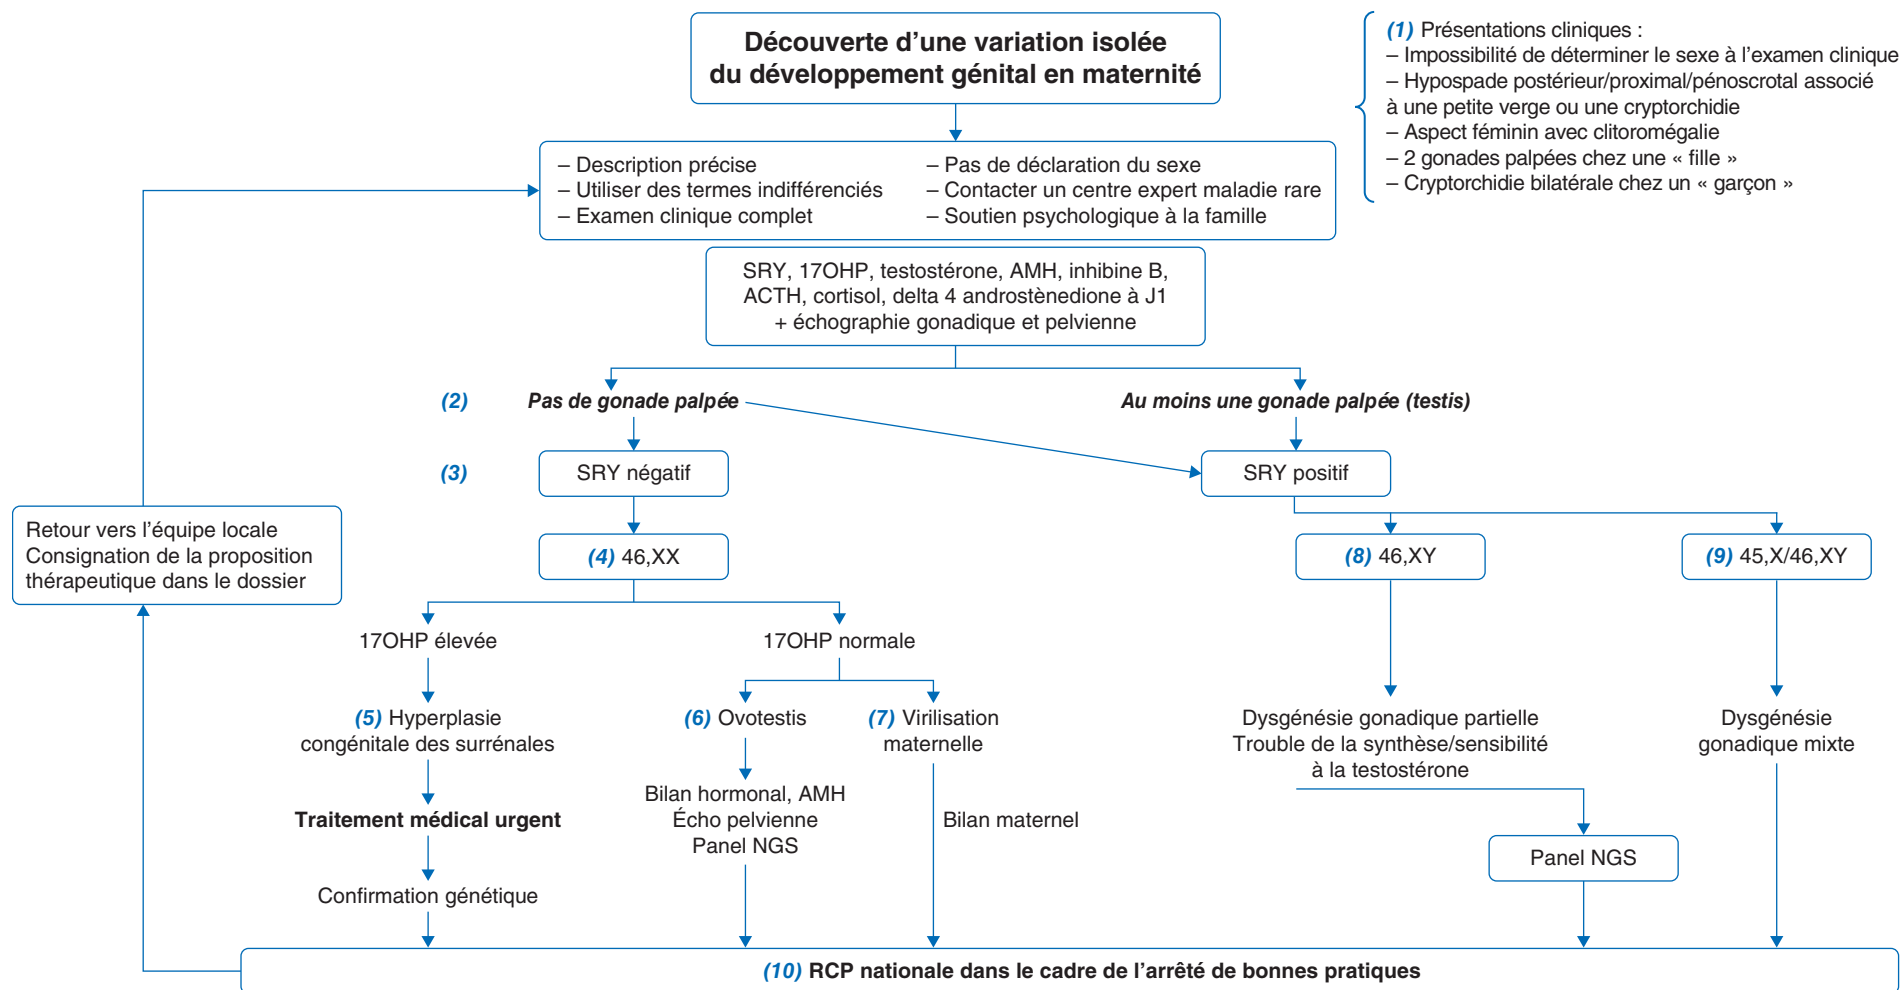 Découverte d'une variation isolée
du développement génital en maternité
(1) Présentations cliniques :
– Impossibilité de déterminer le sexe à l'examen clinique
– Hypospade postérieur/proximal/pénoscrotal associé
à une petite verge ou une cryptorchidie
– Aspect féminin avec clitoromégalie
– 2 gonades palpées chez une « fille »
– Cryptorchidie bilatérale chez un « garçon »
– Description précise
– Utiliser des termes indifférenciés
– Examen clinique complet
– Pas de déclaration du sexe
– Contacter un centre expert maladie rare
– Soutien psychologique à la famille
SRY, 17OHP, testostérone, AMH, inhibine B,
ACTH, cortisol, delta 4 androstènedione à J1
+ échographie gonadique et pelvienne
(2) Pas de gonade palpée
Au moins une gonade palpée (testis)
(3) SRY négatif
SRY positif
Retour vers l'équipe locale
Consignation de la proposition
thérapeutique dans le dossier
(4) 46,XX
(8) 46,XY
(9) 45,X/46,XY
17OHP élevée
17OHP normale
(5) Hyperplasie
congénitale des surrénales
(6) Ovotestis
(7) Virilisation
maternelle
Dysgénésie gonadique partielle
Trouble de la synthèse/sensibilité
à la testostérone
Dysgénésie
gonadique mixte
Traitement médical urgent
Bilan hormonal, AMH
Écho pelvienne
Panel NGS
Bilan maternel
Panel NGS
Confirmation génétique
(10) RCP nationale dans le cadre de l'arrêté de bonnes pratiques